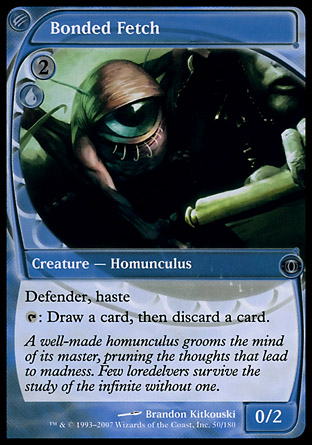 Bonded Fetch
2
Creature — Homunculus
Defender, haste
: Draw a card, then discard a card.
A well-made homunculus grooms the
mind of its master, pruning the thoughts that
lead to madness. Few loredelvers survive the
study of the infinite without one.
Brandon Kitkouski
™ & © 1993–2007 Wizards of the Coast, Inc. 50/180
0/2